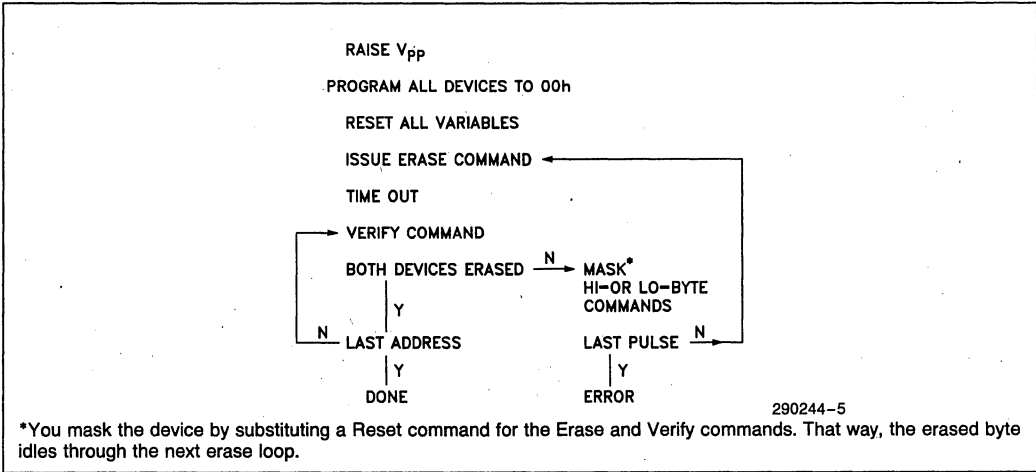 RAISE Vpp
PROGRAM ALL DEVICES TO 00h
RESET ALL VARIABLES
ISSUE ERASE COMMAND
TIME OUT
VERIFY COMMAND
BOTH DEVICES ERASED N MASK*
HI-OR LO-BYTE
COMMANDS
Y
N LAST ADDRESS LAST PULSE N
Y Y
DONE ERROR
290244-5
*You mask the device by substituting a Reset command for the Erase and Verify commands. That way, the erased byte
idles through the next erase loop.